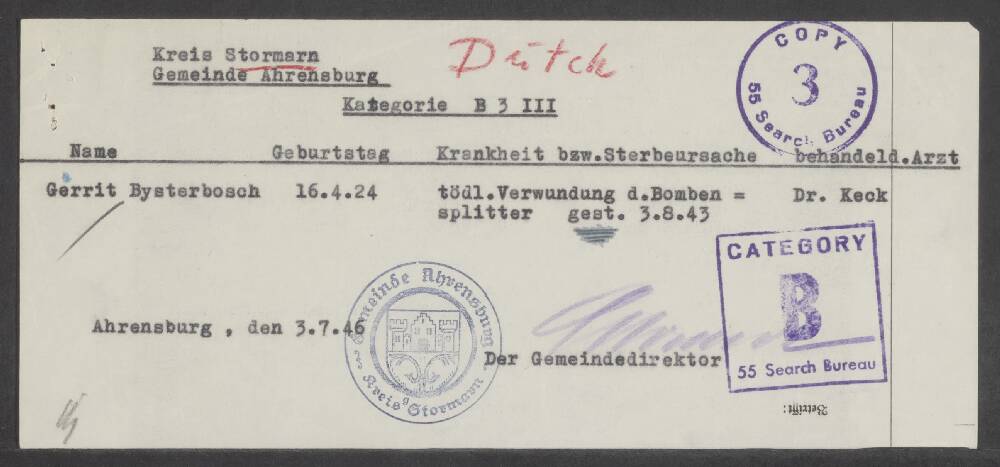 Kreis Stormarn
Gemeinde Ahrensburg
Dutch
COPY
3
55 Search Bureau
Kategorie B 3 III
Name Geburtstag Krankheit bzw.Sterbeursache behandeld.Arzt
Gerrit Bysterbosch 16.4.24 tödl.Verwundung d.Bomben = Dr. Keck
splitter gest. 3.8.43
CATEGORY
B
55 Search Bureau
Gemeinde Ahrensburg
Kreis Stormarn
Ahrensburg , den 3.7.46
Der Gemeindedirektor
Betrifft: